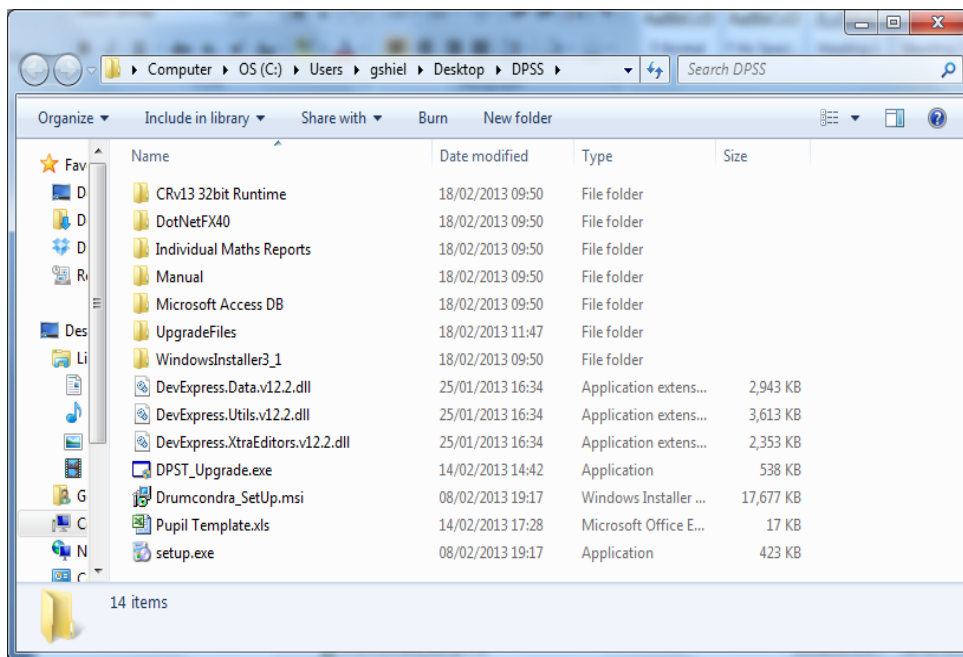 Computer OS (C:) Users gshiel Desktop DPSS Search DPSS
Organize Include in library Share with Burn New folder
Name Date modified Type Size
Fav
D
D
D
Re
Des
Li
G
C
N
C
CRv13 32bit Runtime 18/02/2013 09:50 File folder
DotNetFX40 18/02/2013 09:50 File folder
Individual Maths Reports 18/02/2013 09:50 File folder
Manual 18/02/2013 09:50 File folder
Microsoft Access DB 18/02/2013 09:50 File folder
UpgradeFiles 18/02/2013 11:47 File folder
WindowsInstaller3_1 18/02/2013 09:50 File folder
DevExpress.Data.v12.2.dll 25/01/2013 16:34 Application extens... 2,943 KB
DevExpress.Utils.v12.2.dll 25/01/2013 16:34 Application extens... 3,613 KB
DevExpress.XtraEditors.v12.2.dll 25/01/2013 16:34 Application extens... 2,353 KB
DPST_Upgrade.exe 14/02/2013 14:42 Application 538 KB
Drumcondra_SetUp.msi 08/02/2013 19:17 Windows Installer ... 17,677 KB
Pupil Template.xls 14/02/2013 17:28 Microsoft Office E... 17 KB
setup.exe 08/02/2013 19:17 Application 423 KB
14 items